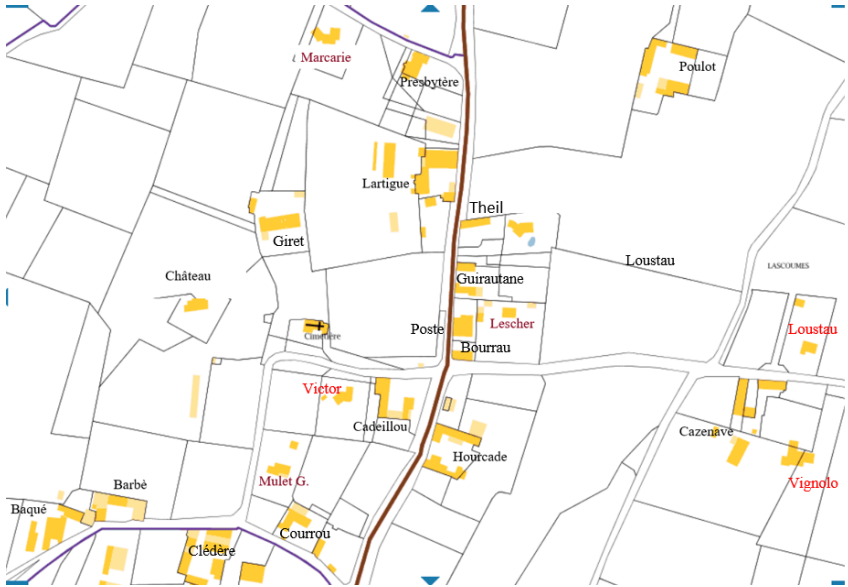 Marcarie
Poulot
Presbytère
Lartigue
Theil
Giret
Loustau
LASCOUMES
Château
Guirautane
Lescher
Poste
Loustau
Cimetière
Bourrau
Victor
Cadeillou
Cazenave
Hourcade
Mulet G.
Vignolo
Barbè
Baqué
Courrou
Clédère